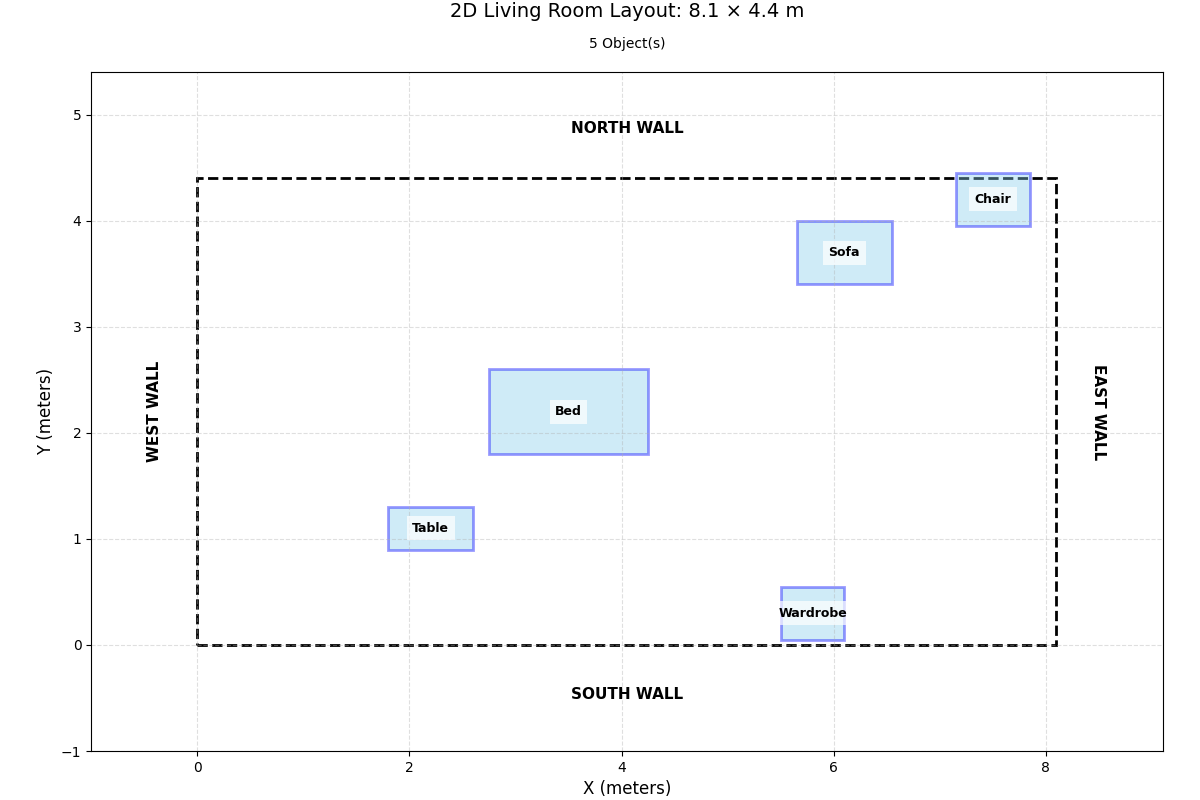 2D Living Room Layout: 8.1 × 4.4 m
5 Object(s)
NORTH WALL
Chair
Sofa
WEST WALL
EAST WALL
Bed
Table
Wardrobe
SOUTH WALL
5
4
3
2
1
0
−1
0
2
4
6
8
Y (meters)
X (meters)